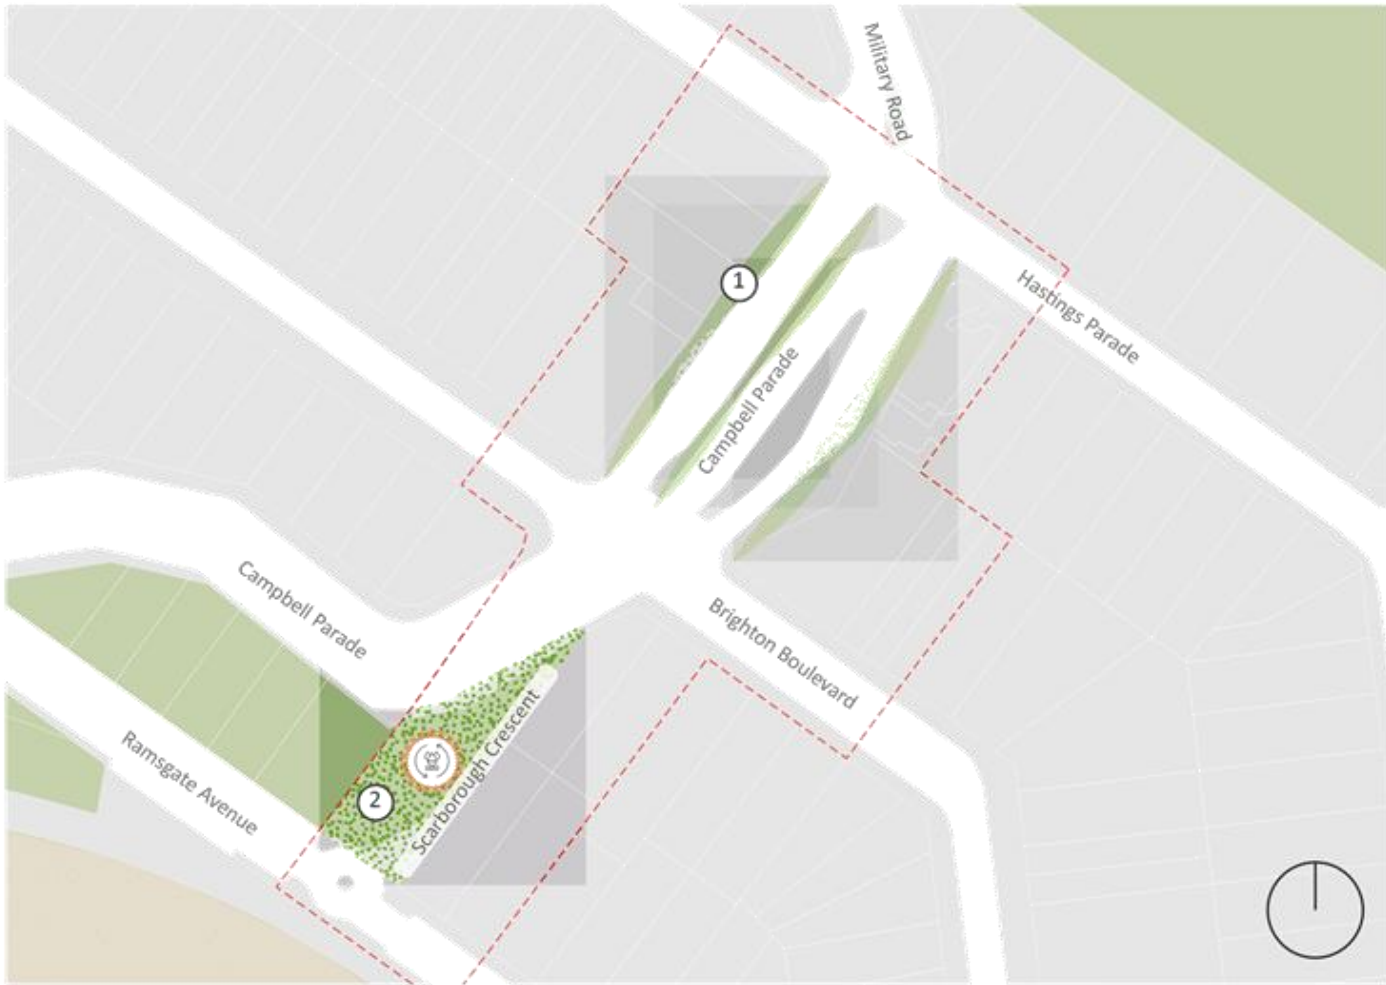 Military Road
1
Hastings Parade
Campbell Parade
Campbell Parade
Brighton Boulevard
Scarborough Crescent
Ramsgate Avenue
2